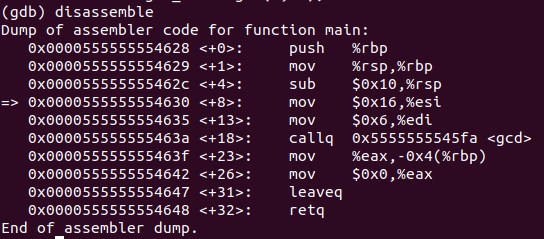 (gdb) disassemble
Dump of assembler code for function main:
   0x0000555555554628 <+0>:     push   %rbp
   0x0000555555554629 <+1>:     mov    %rsp,%rbp
   0x000055555555462c <+4>:     sub    $0x10,%rsp
=> 0x0000555555554630 <+8>:     mov    $0x16,%esi
   0x0000555555554635 <+13>:    mov    $0x6,%edi
   0x000055555555463a <+18>:    callq  0x5555555545fa <gcd>
   0x000055555555463f <+23>:    mov    %eax,-0x4(%rbp)
   0x0000555555554642 <+26>:    mov    $0x0,%eax
   0x0000555555554647 <+31>:    leaveq
   0x0000555555554648 <+32>:    retq
End of assembler dump.